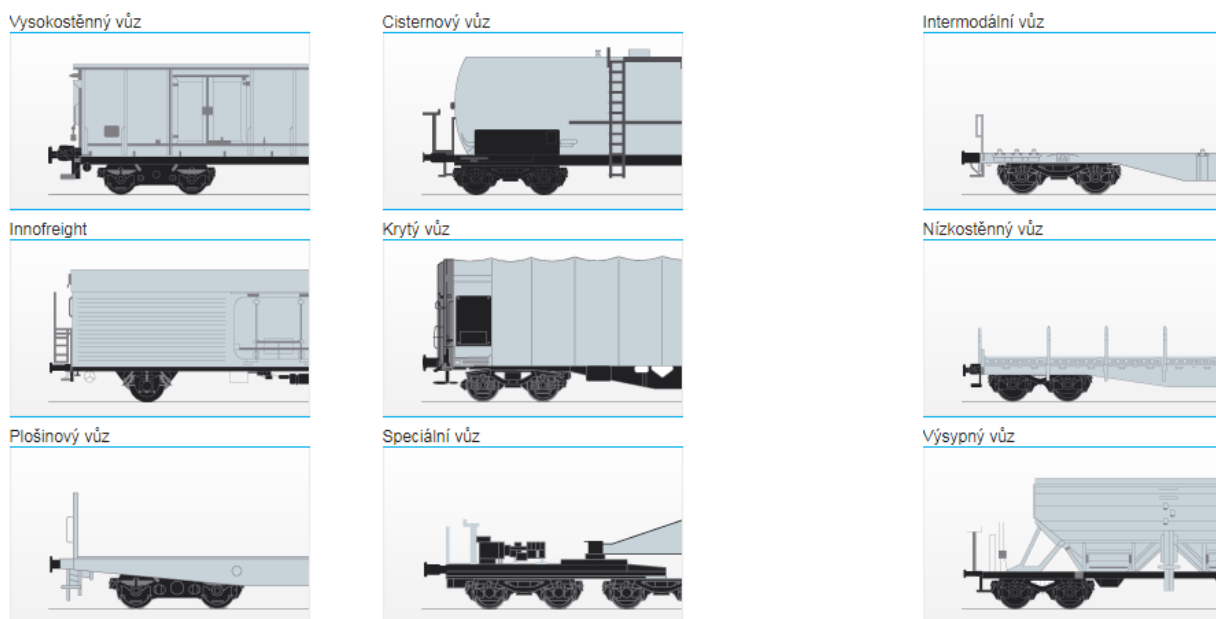 Vysokostěnný vůz
Cisternový vůz
Intermodální vůz
Innofreight
Krytý vůz
Nízkostěnný vůz
Plošinový vůz
Speciální vůz
Výsypný vůz